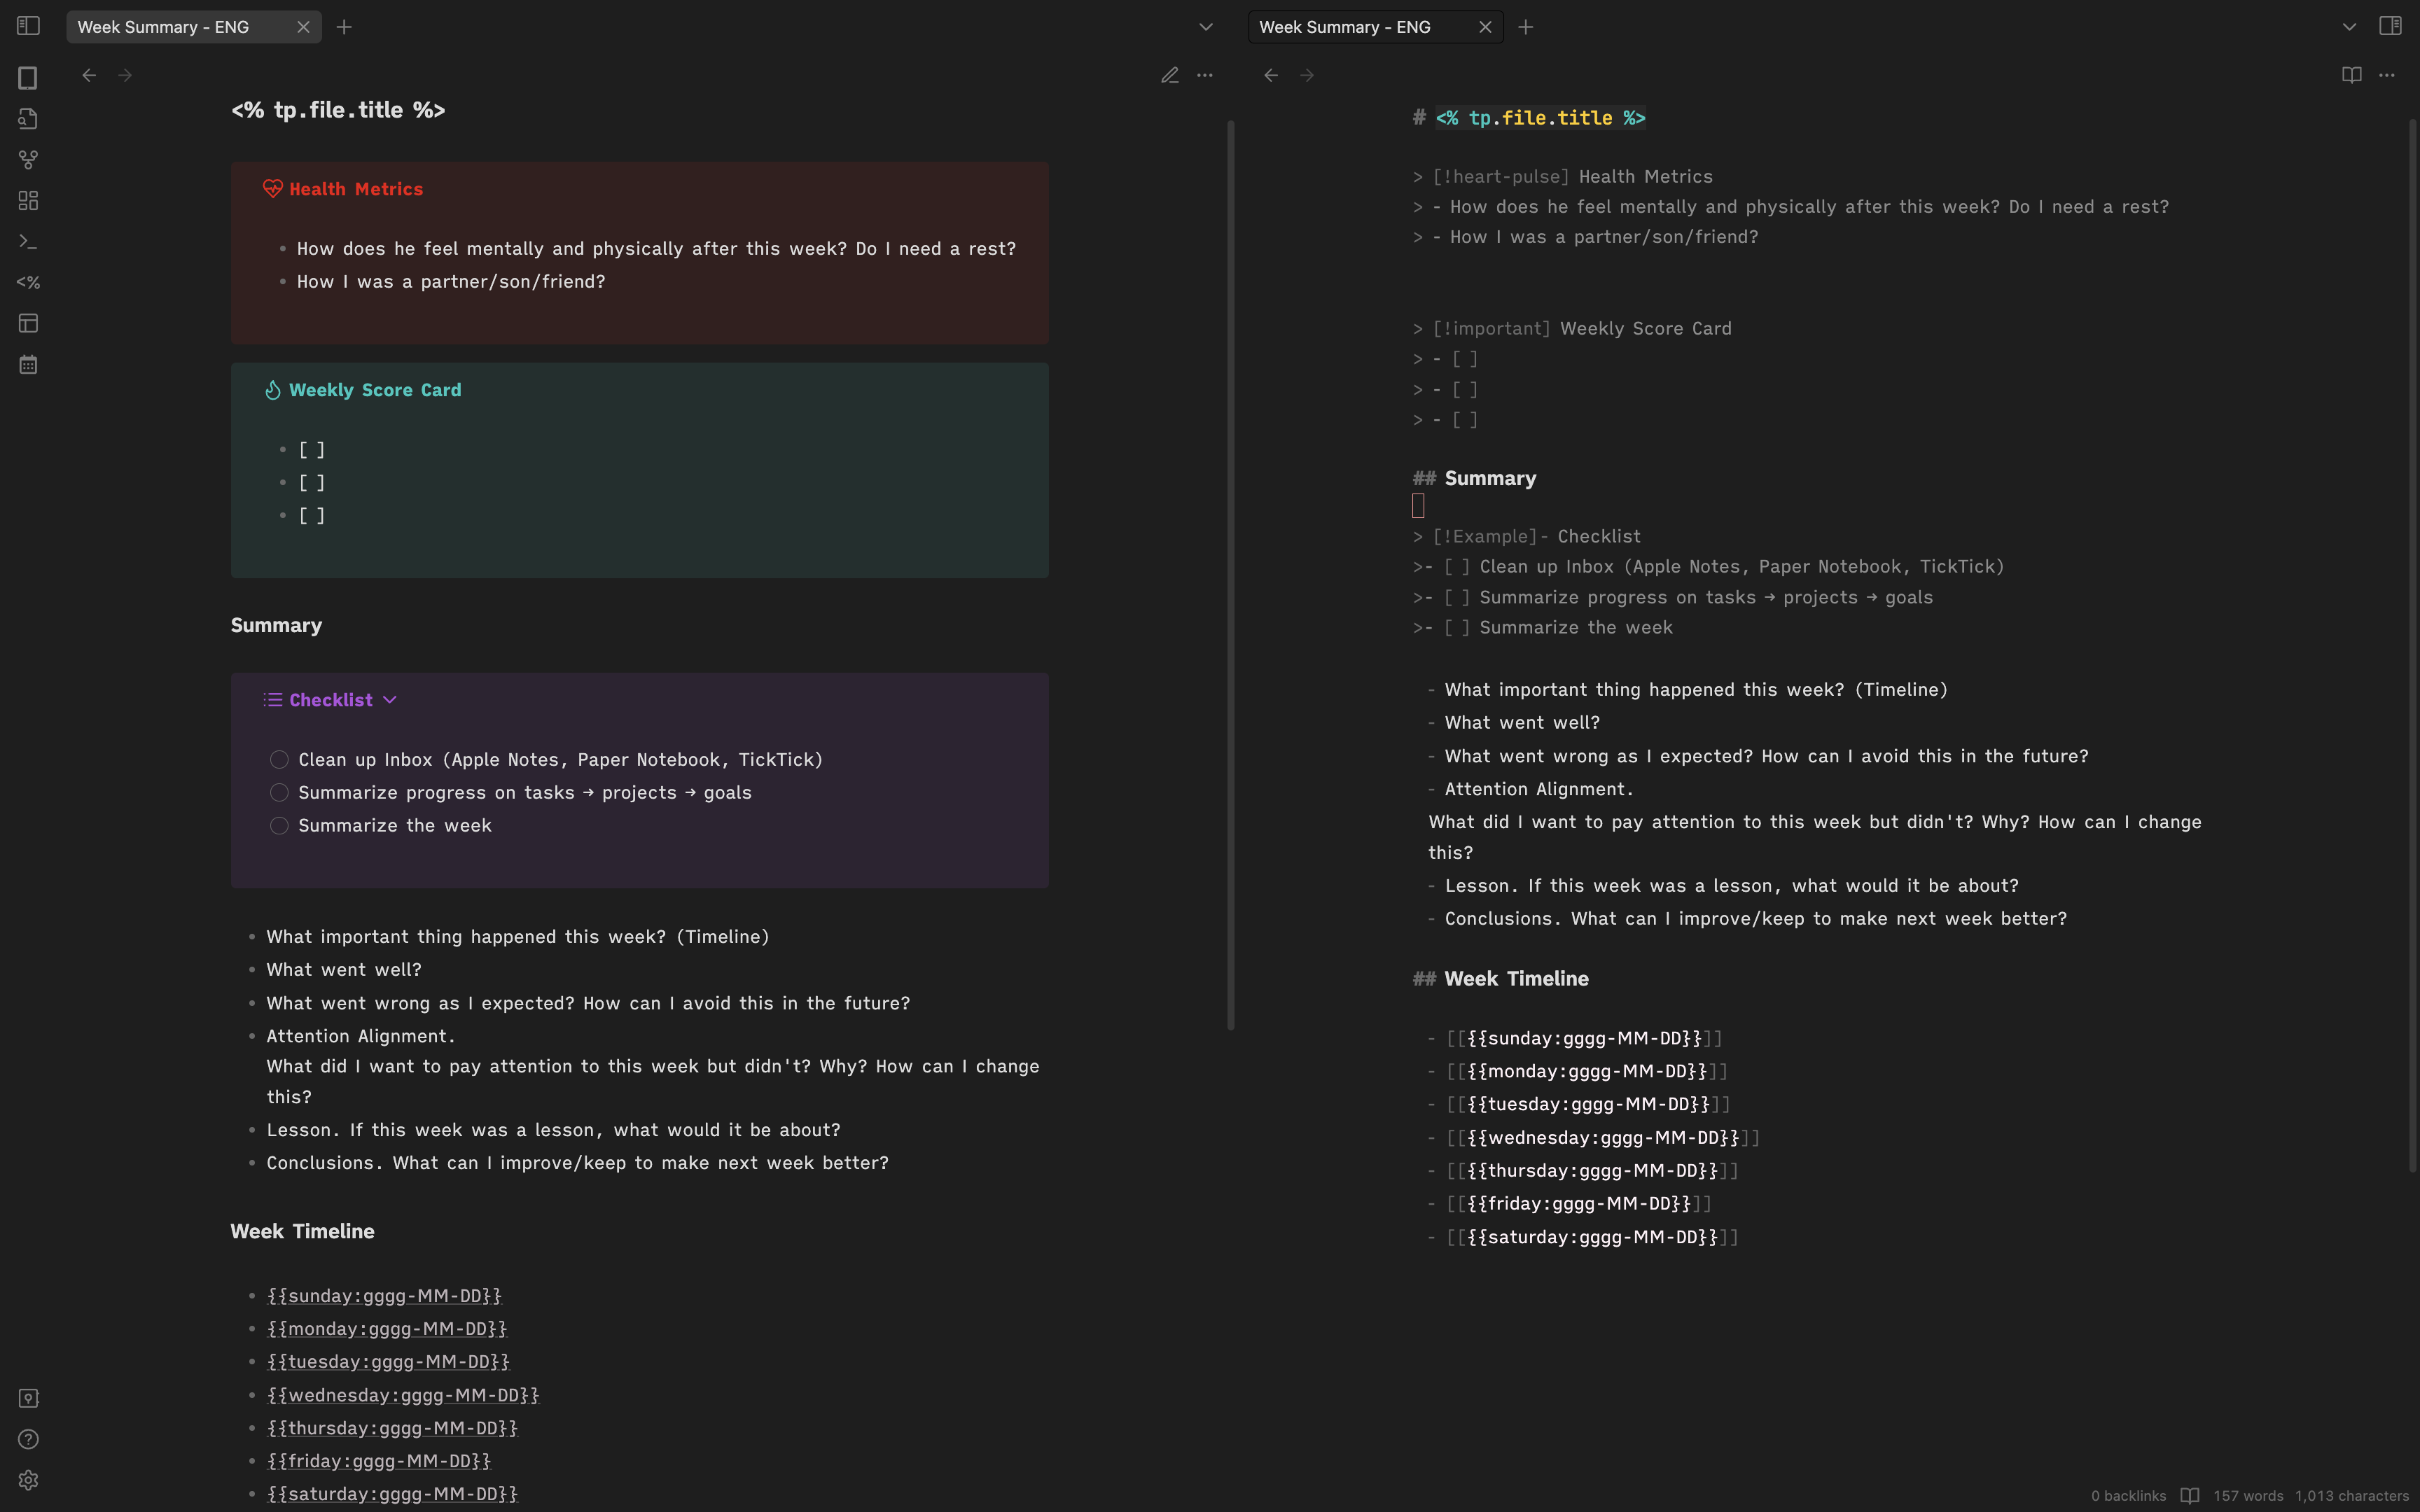 Week Summary - ENG
<% tp.file.title %>
Health Metrics
• How does he feel mentally and physically after this week? Do I need a rest?
• How I was a partner/son/friend?
Weekly Score Card
• [ ]
• [ ]
• [ ]
Summary
Checklist
Clean up Inbox (Apple Notes, Paper Notebook, TickTick)
Summarize progress on tasks → projects → goals
Summarize the week
• What important thing happened this week? (Timeline)
• What went well?
• What went wrong as I expected? How can I avoid this in the future?
• Attention Alignment.
What did I want to pay attention to this week but didn't? Why? How can I change
this?
• Lesson. If this week was a lesson, what would it be about?
• Conclusions. What can I improve/keep to make next week better?
Week Timeline
• {{sunday:gggg-MM-DD}}
• {{monday:gggg-MM-DD}}
• {{tuesday:gggg-MM-DD}}
• {{wednesday:gggg-MM-DD}}
• {{thursday:gggg-MM-DD}}
• {{friday:gggg-MM-DD}}
• {{saturday:gggg-MM-DD}}
Week Summary - ENG
# <% tp.file.title %>
> [!heart-pulse] Health Metrics
> - How does he feel mentally and physically after this week? Do I need a rest?
> - How I was a partner/son/friend?
> [!important] Weekly Score Card
> - [ ]
> - [ ]
> - [ ]
## Summary
> [!Example]- Checklist
>- [ ] Clean up Inbox (Apple Notes, Paper Notebook, TickTick)
>- [ ] Summarize progress on tasks → projects → goals
>- [ ] Summarize the week
- What important thing happened this week? (Timeline)
- What went well?
- What went wrong as I expected? How can I avoid this in the future?
- Attention Alignment.
What did I want to pay attention to this week but didn't? Why? How can I change
this?
- Lesson. If this week was a lesson, what would it be about?
- Conclusions. What can I improve/keep to make next week better?
## Week Timeline
- [[{{sunday:gggg-MM-DD}}]]
- [[{{monday:gggg-MM-DD}}]]
- [[{{tuesday:gggg-MM-DD}}]]
- [[{{wednesday:gggg-MM-DD}}]]
- [[{{thursday:gggg-MM-DD}}]]
- [[{{friday:gggg-MM-DD}}]]
- [[{{saturday:gggg-MM-DD}}]]
0 backlinks 157 words 1,013 characters
<%